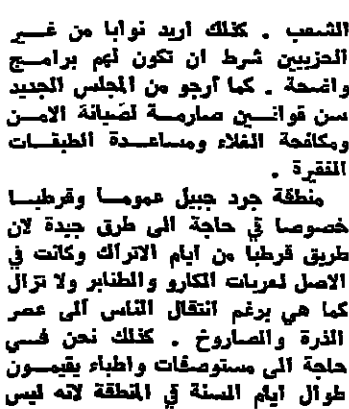 الشعب . كذلك اريد نوابا من غير
الحزبيين شرط ان تكون لهم برامج
واضحة . كما أرجو من المجلس الجديد
سن قوانين صارمة لصيانة الامن
ومكافحة الغلاء ومساعدة الطبقات
الفقيرة .
منطقة جرد جبيل عموما وقرطبا
خصوصا في حاجة الى طرق جيدة لان
طريق قرطبا من ايام الاتراك وكانت في
الاصل لعربات الكارو والطنابر ولا تزال
كما هي برغم انتقال الناس الى عصر
الذرة والصاروخ . كذلك نحن في
حاجة الى مستوصفات واطباء يقيمون
طوال ايام السنة في المنطقة لانه ليس